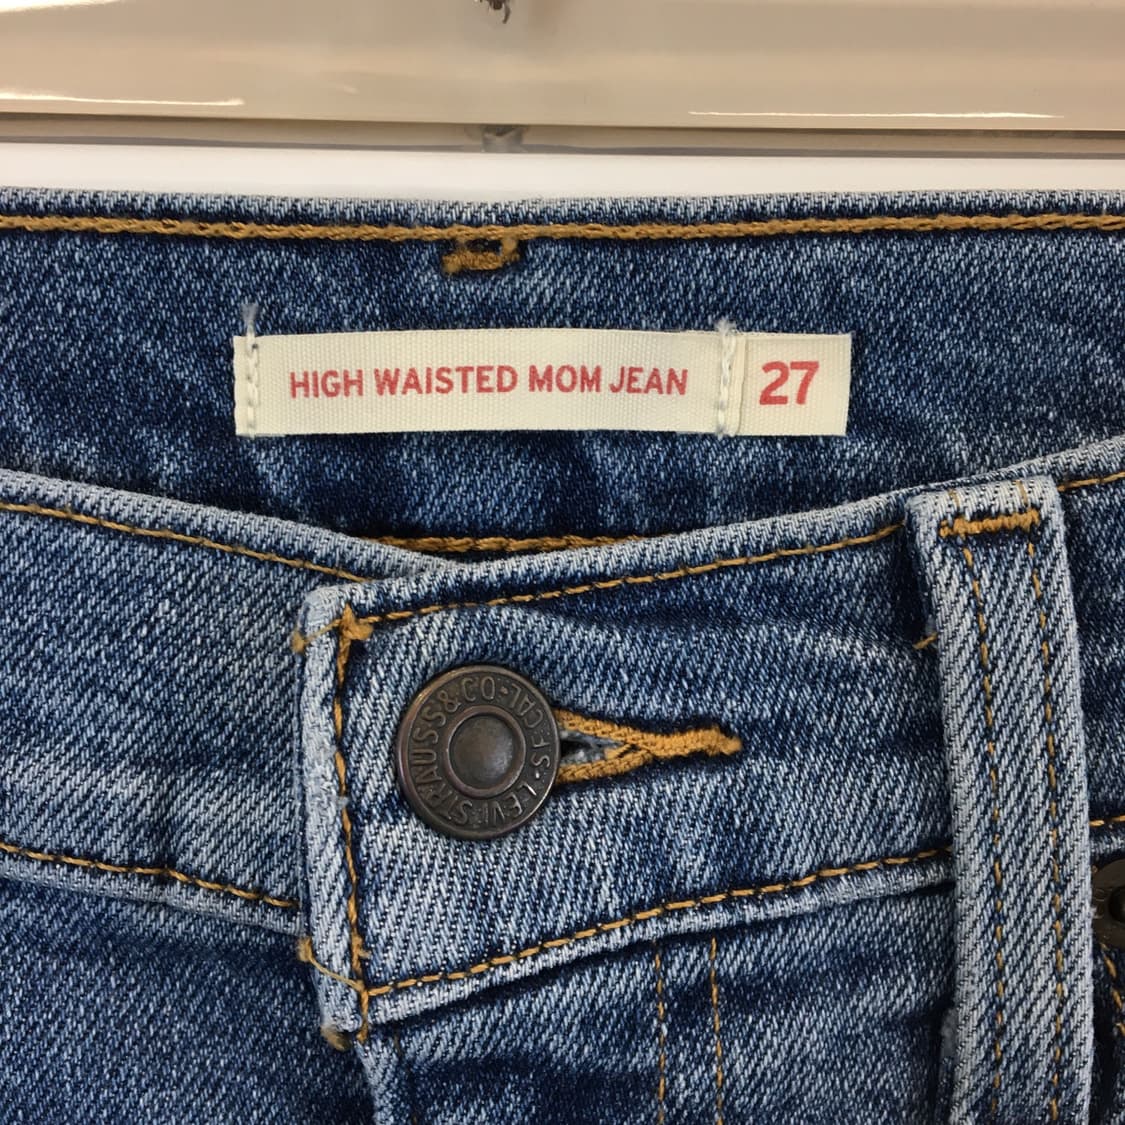 HIGH WAISTED MOM JEAN 27
LEVI STRAUSS & CO · S.F. CAL ·